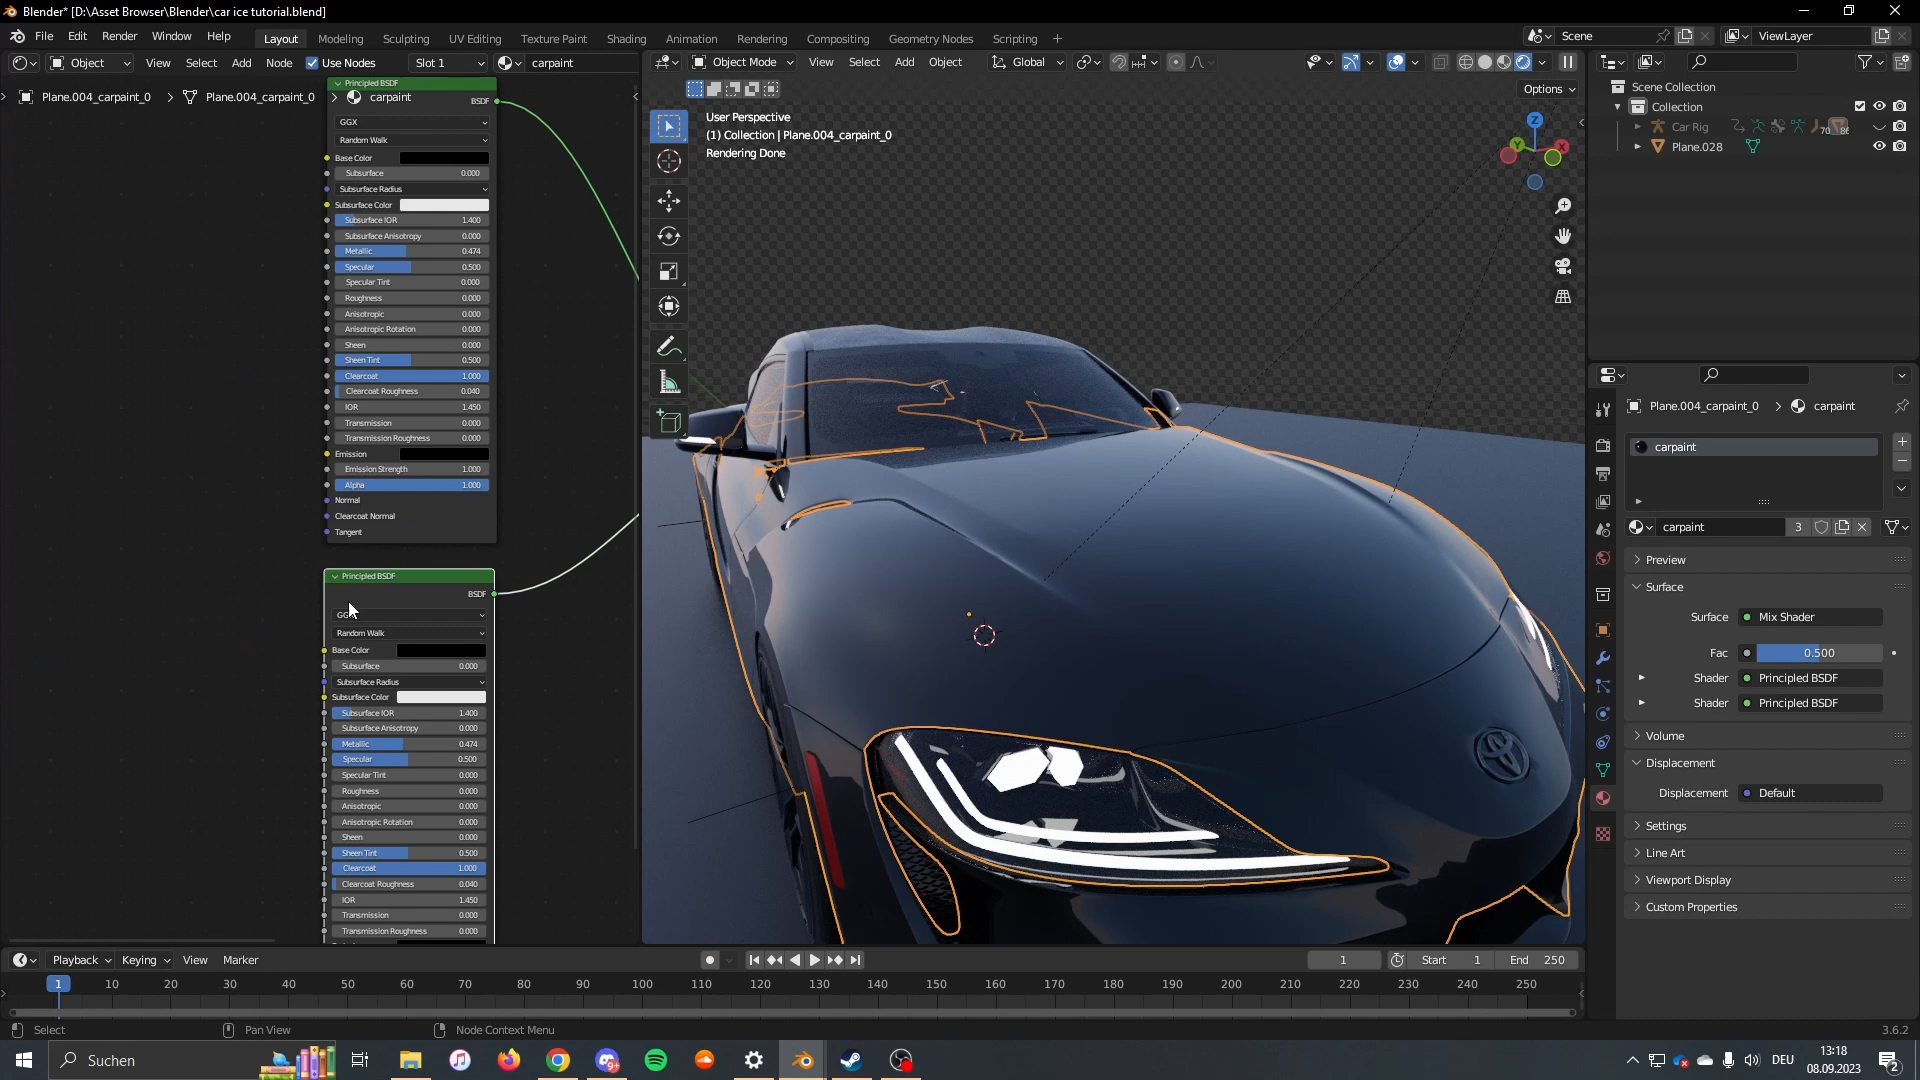 Blender* [D:\Asset Browser\Blender\car ice tutorial.blend]
File Edit Render Window Help Layout Modeling Sculpting UV Editing Texture Paint Shading Animation Rendering Compositing Geometry Nodes Scripting + Scene ViewLayer
Object View Select Add Node Use Nodes Slot 1 carpaint
Object Mode View Select Add Object Global
Options
Plane.004_carpaint_0 > Plane.004_carpaint_0 > carpaint
Principled BSDF
BSDF
GGX
Random Walk
Base Color
Subsurface 0.000
Subsurface Radius
Subsurface Color
Subsurface IOR 1.400
Subsurface Anisotropy 0.000
Metallic 0.474
Specular 0.500
Specular Tint 0.000
Roughness 0.000
Anisotropic 0.000
Anisotropic Rotation 0.000
Sheen 0.000
Sheen Tint 0.500
Clearcoat 1.000
Clearcoat Roughness 0.040
IOR 1.450
Transmission 0.000
Transmission Roughness 0.000
Emission
Emission Strength 1.000
Alpha 1.000
Normal
Clearcoat Normal
Tangent
Principled BSDF
BSDF
Random Walk
Base Color
Subsurface 0.000
Subsurface Radius
Subsurface Color
Subsurface IOR 1.400
Subsurface Anisotropy 0.000
Metallic 0.474
Specular 0.500
Specular Tint 0.000
Roughness 0.000
Anisotropic 0.000
Anisotropic Rotation 0.000
Sheen 0.000
Sheen Tint 0.500
Clearcoat 1.000
Clearcoat Roughness 0.040
IOR 1.450
Transmission 0.000
Transmission Roughness 0.000
User Perspective
(1) Collection | Plane.004_carpaint_0
Rendering Done
Z
Y
X
Scene Collection
Collection
Car Rig 70 86
Plane.028
Plane.004_carpaint_0 > carpaint
carpaint
carpaint 3
Preview
Surface
Surface Mix Shader
Fac 0.500
Shader Principled BSDF
Shader Principled BSDF
Volume
Displacement
Displacement Default
Settings
Line Art
Viewport Display
Custom Properties
Playback Keying View Marker 1 Start 1 End 250
1 10 20 30 40 50 60 70 80 90 100 110 120 130 140 150 160 170 180 190 200 210 220 230 240 250
Select Pan View Node Context Menu 3.6.2
Suchen
9+
DEU
13:18
08.09.2023
2